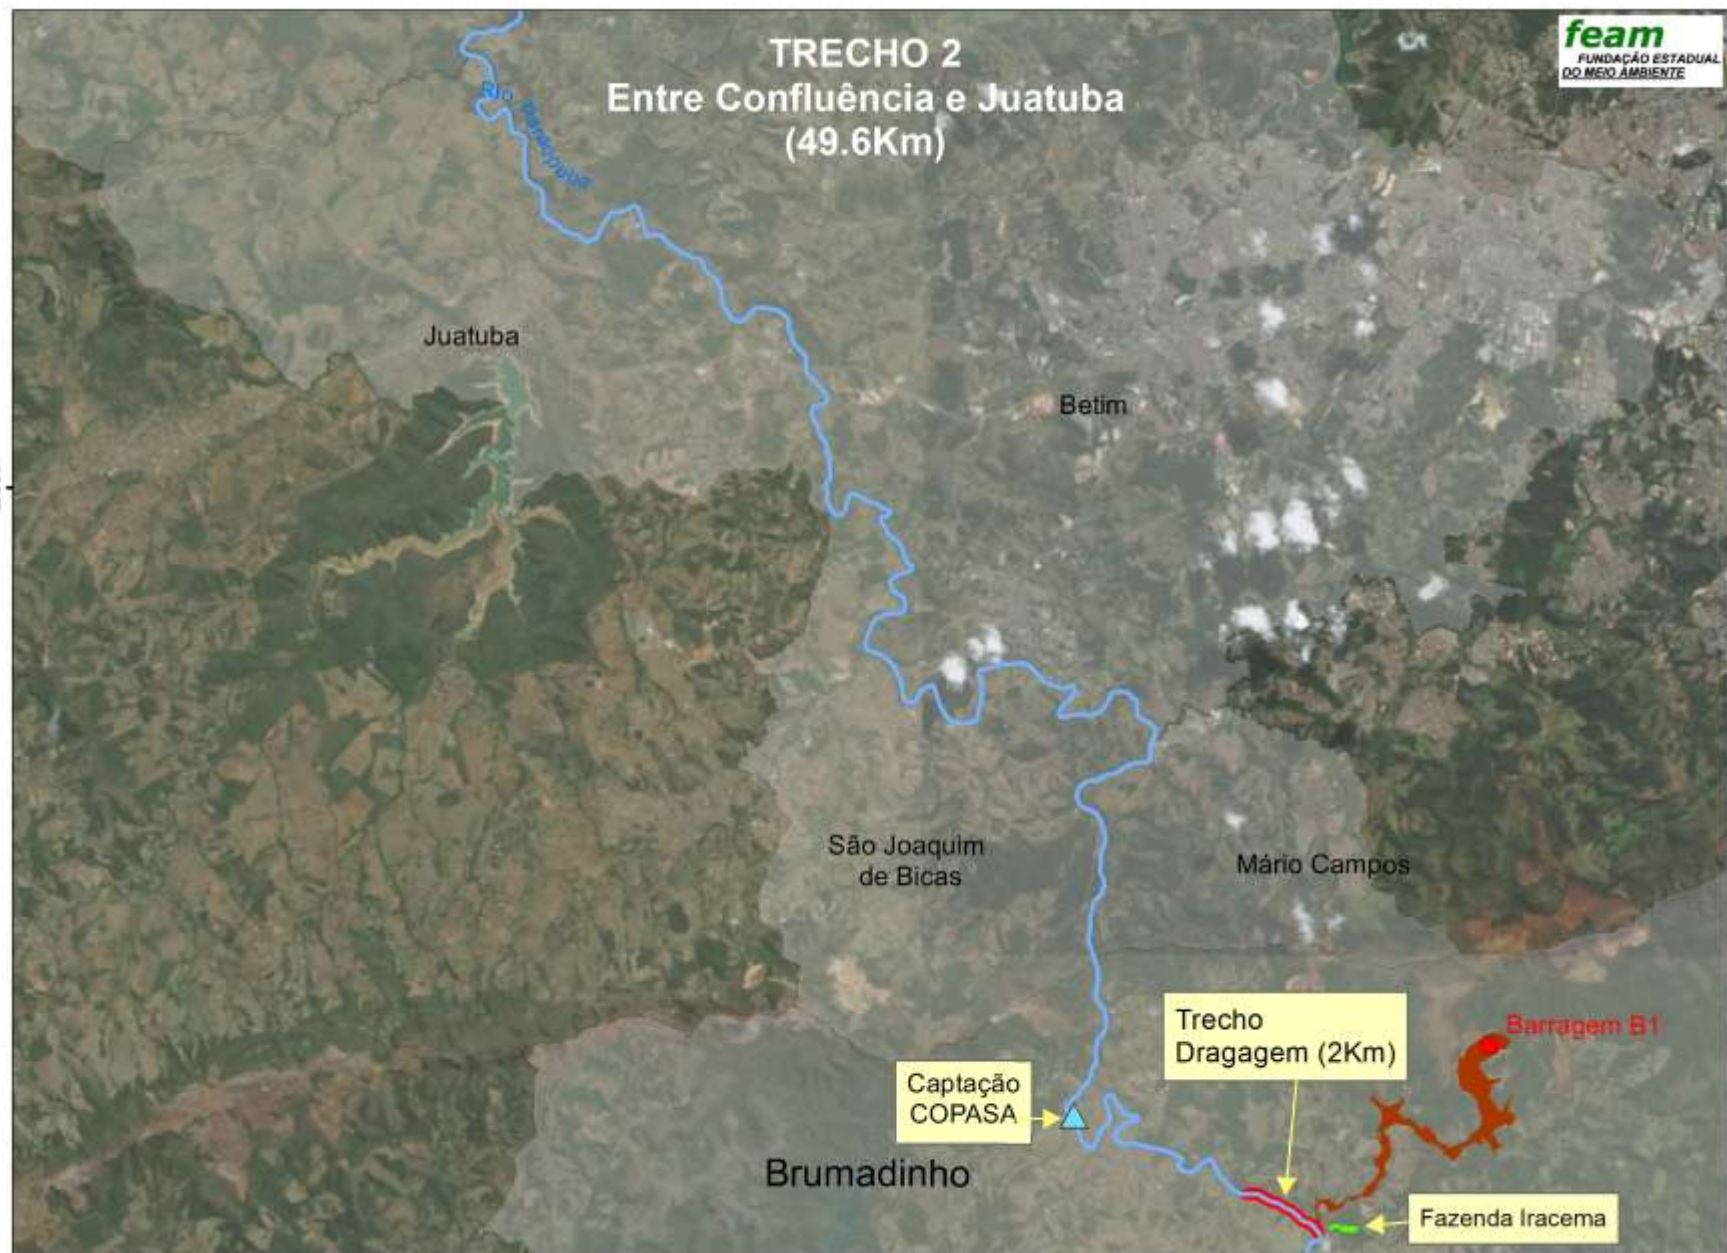 TRECHO 2
Entre Confluência e Juatuba
(49.6Km)
feam
FUNDAÇÃO ESTADUAL
DO MEIO AMBIENTE
Rio Paraopeba
Juatuba
Betim
São Joaquim
de Bicas
Mário Campos
Trecho
Dragagem (2Km)
Barragem B1
Captação
COPASA
Brumadinho
Fazenda Iracema